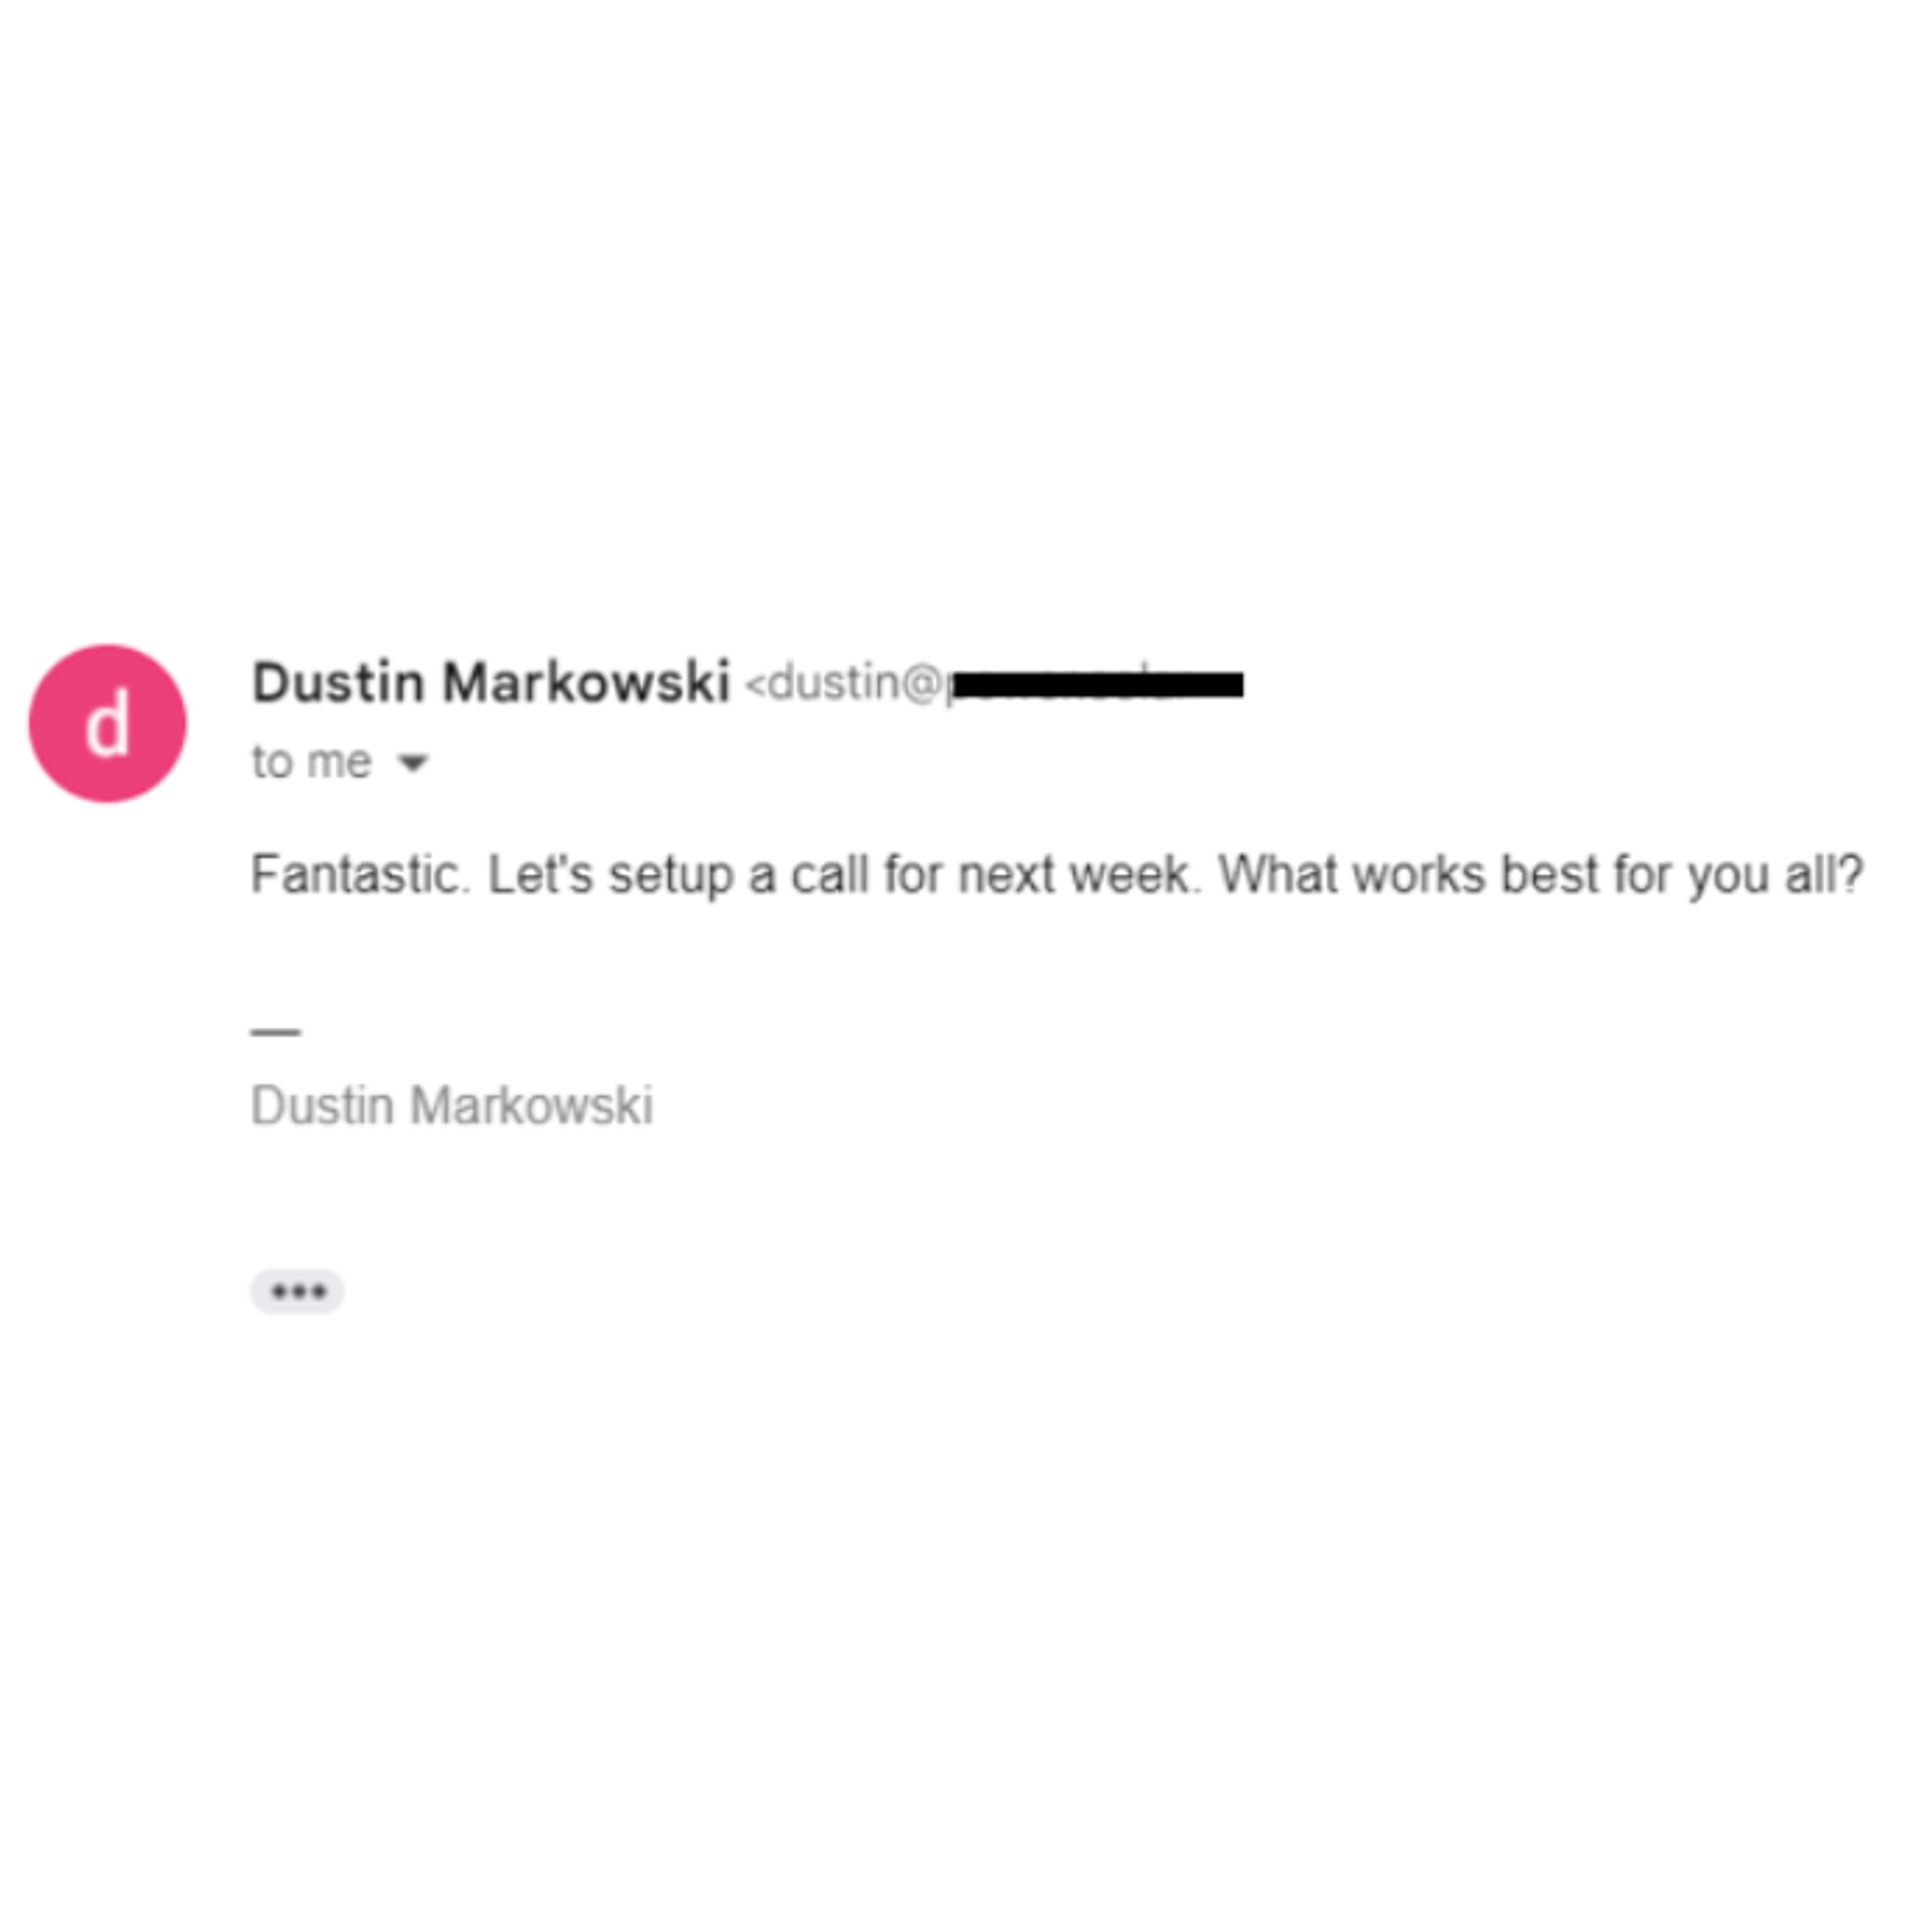 d
Dustin Markowski <dustin@
to me
Fantastic. Let's setup a call for next week. What works best for you all?
—
Dustin Markowski
•••